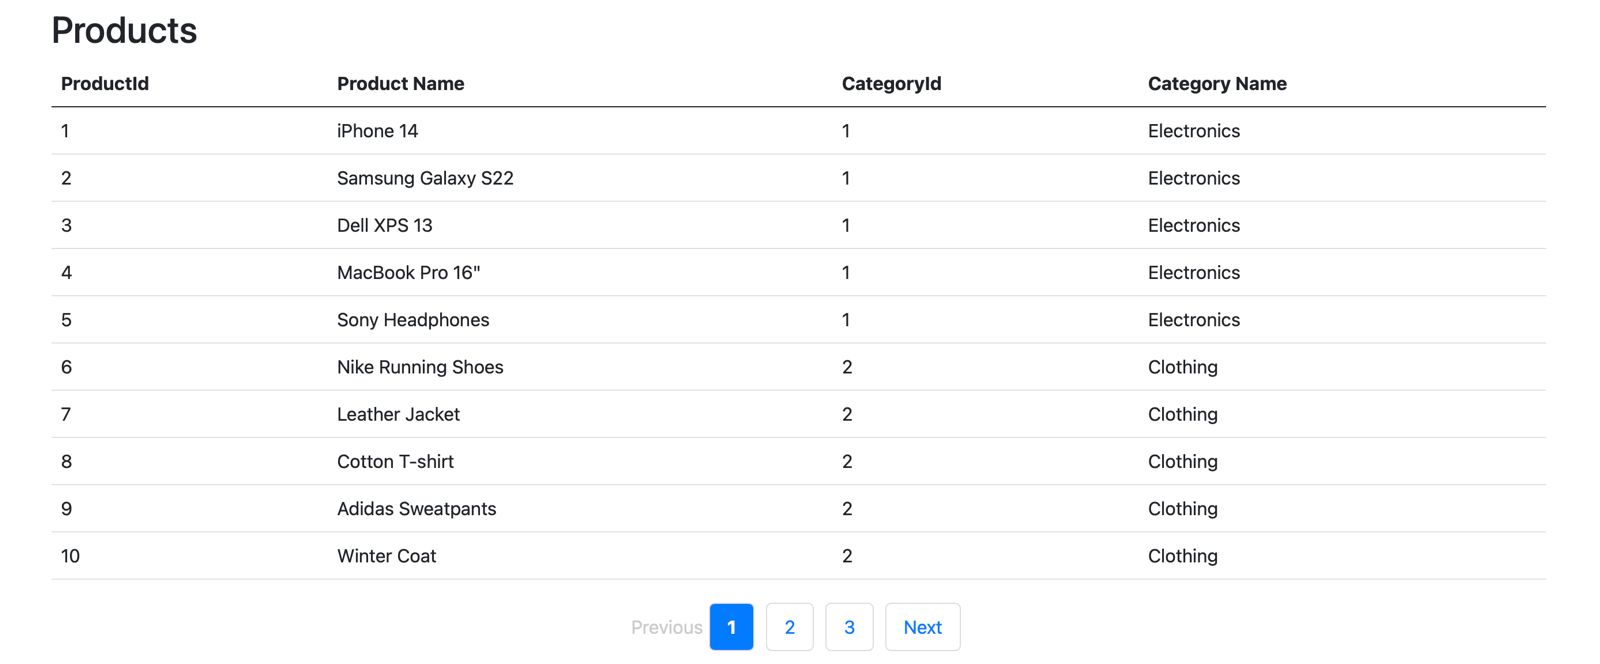 Products
ProductId Product Name CategoryId Category Name
1 iPhone 14 1 Electronics
2 Samsung Galaxy S22 1 Electronics
3 Dell XPS 13 1 Electronics
4 MacBook Pro 16" 1 Electronics
5 Sony Headphones 1 Electronics
6 Nike Running Shoes 2 Clothing
7 Leather Jacket 2 Clothing
8 Cotton T-shirt 2 Clothing
9 Adidas Sweatpants 2 Clothing
10 Winter Coat 2 Clothing
Previous 1 2 3 Next